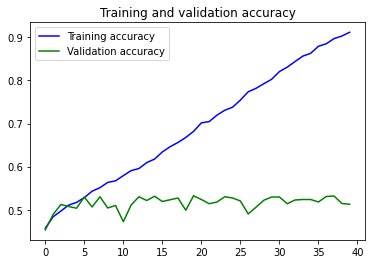 Training and validation accuracy
Training accuracy
Validation accuracy
0.9
0.8
0.7
0.6
0.5
0 5 10 15 20 25 30 35 40